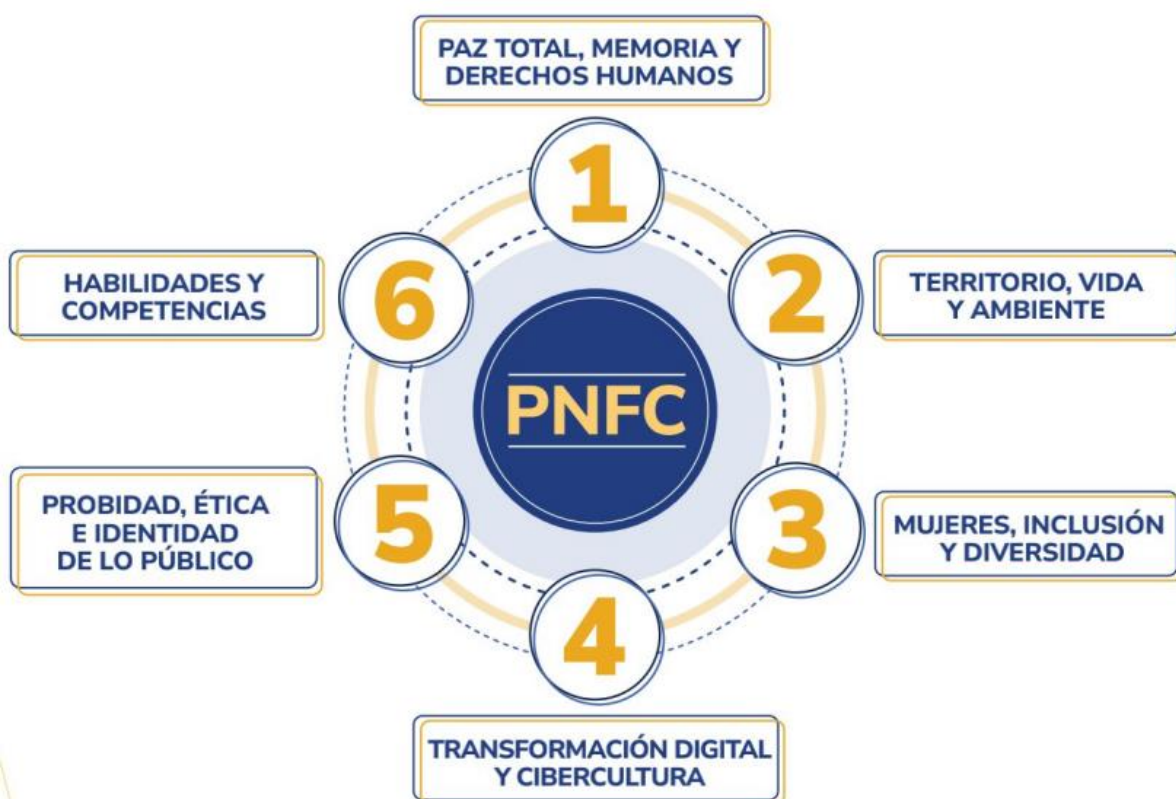 PAZ TOTAL, MEMORIA Y
DERECHOS HUMANOS
1
2
TERRITORIO, VIDA
Y AMBIENTE
3
MUJERES, INCLUSIÓN
Y DIVERSIDAD
4
TRANSFORMACIÓN DIGITAL
Y CIBERCULTURA
5
PROBIDAD, ÉTICA
E IDENTIDAD
DE LO PÚBLICO
6
HABILIDADES Y
COMPETENCIAS
PNFC